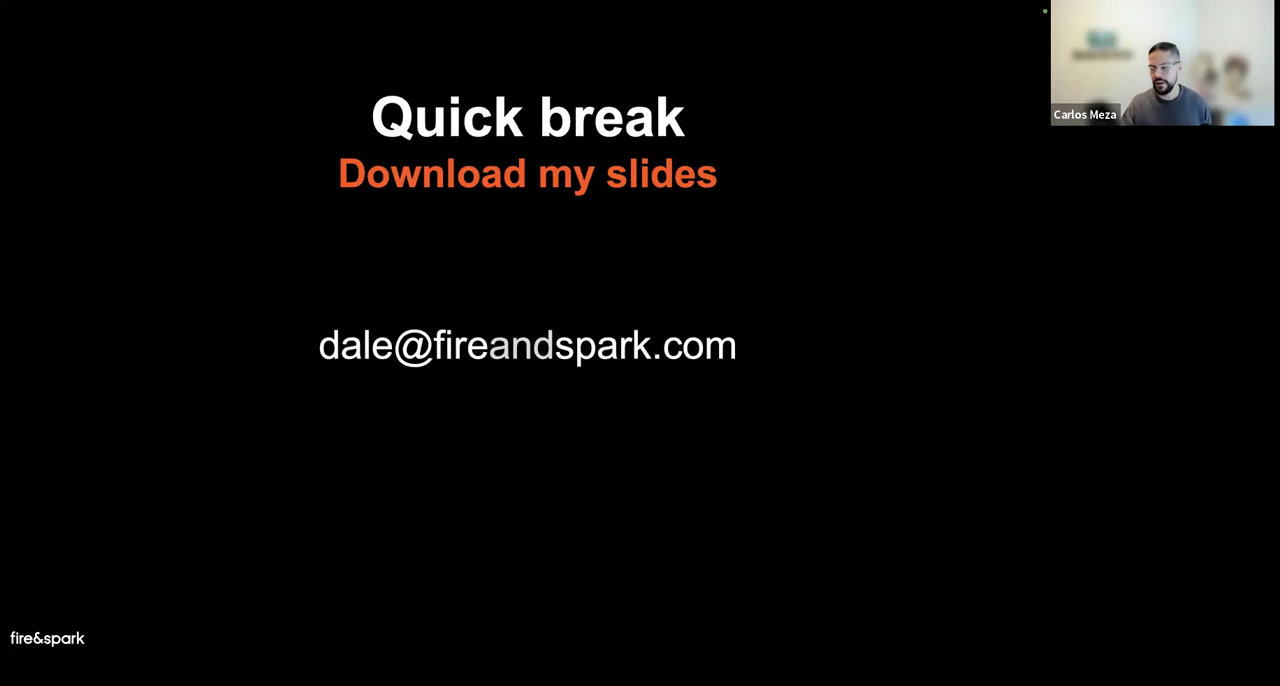 Quick break
Download my slides
Carlos Meza
dale@fireandspark.com
fire&spark